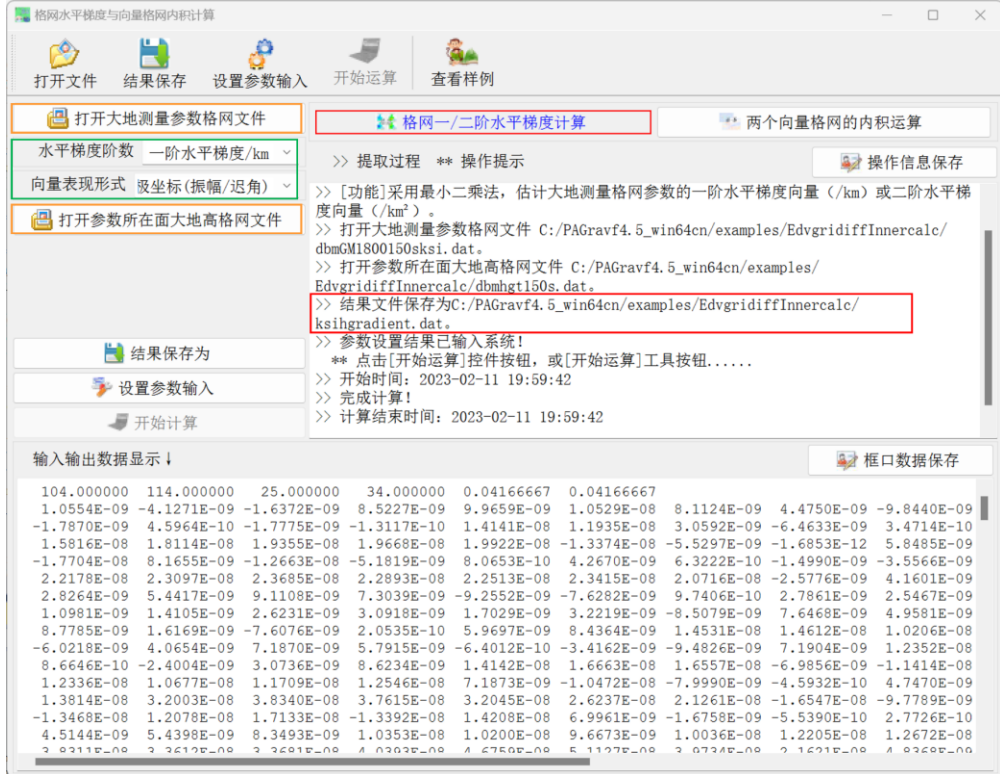 格网水平梯度与向量格网内积计算
打开文件 结果保存 设置参数输入 开始运算 查看样例
打开大地测量参数格网文件
水平梯度阶数 一阶水平梯度/km
向量表现形式 极坐标(振幅/迟角)
打开参数所在面大地高格网文件
结果保存为
设置参数输入
开始计算
格网一/二阶水平梯度计算 两个向量格网的内积运算
>> 提取过程 ** 操作提示 操作信息保存
>> [功能]采用最小二乘法，估计大地测量格网参数的一阶水平梯度向量（/km）或二阶水平梯
度向量（/km²）。
>> 打开大地测量参数格网文件 C:/PAGravf4.5_win64cn/examples/EdvgridiffInnercalc/
dbmGM1800150sksi.dat。
>> 打开参数所在面大地高格网文件 C:/PAGravf4.5_win64cn/examples/
EdvgridiffInnercalc/dbmhgt150s.dat。
>> 结果文件保存为C:/PAGravf4.5_win64cn/examples/EdvgridiffInnercalc/
ksihgradient.dat。
>> 参数设置结果已输入系统！
** 点击[开始运算]控件按钮，或[开始运算]工具按钮......
>> 开始时间：2023-02-11 19:59:42
>> 完成计算！
>> 计算结束时间：2023-02-11 19:59:42
输入输出数据显示↓ 框口数据保存
104.000000 114.000000 25.000000 34.000000 0.04166667 0.04166667
1.0554E-09 -4.1271E-09 -1.6372E-09 8.5227E-09 9.9659E-09 1.0529E-08 8.1124E-09 4.4750E-09 -9.8440E-09
-1.7870E-09 4.5964E-10 -1.7775E-09 -1.3117E-10 1.4141E-08 1.1935E-08 3.0592E-09 -6.4633E-09 3.4714E-10
1.5816E-08 1.8114E-08 1.9355E-08 1.9668E-08 1.9922E-08 -1.3374E-08 -5.5297E-09 -1.6853E-12 5.8485E-09
-1.7704E-08 8.1655E-09 -1.2663E-08 -5.1819E-09 8.0653E-10 4.2670E-09 6.3222E-10 -1.4990E-09 -3.5566E-09
2.2178E-08 2.3097E-08 2.3685E-08 2.2893E-08 2.2513E-08 2.3415E-08 2.0716E-08 -2.5776E-09 4.1601E-09
2.8264E-09 5.4417E-09 9.1108E-09 7.3039E-09 -9.2552E-09 -7.6282E-09 9.7406E-10 2.7861E-09 2.5467E-09
1.0981E-09 1.4105E-09 2.6231E-09 3.0918E-09 1.7029E-09 3.2219E-09 -8.5079E-09 7.6468E-09 4.9581E-09
8.7785E-09 1.6169E-09 -7.6076E-09 2.0535E-10 5.9697E-09 8.4364E-09 1.4531E-08 1.4612E-08 1.0206E-08
-6.0218E-09 4.0654E-09 7.1870E-09 5.7915E-09 -6.4012E-10 -3.4162E-09 -9.4826E-09 7.1904E-09 1.2352E-08
8.6646E-10 -2.4004E-09 3.0736E-09 8.6234E-09 1.4142E-08 1.6663E-08 1.6557E-08 -6.9856E-09 -1.1414E-08
1.2336E-08 1.0677E-08 1.1709E-08 1.2546E-08 7.1873E-09 -1.0472E-08 -7.9990E-09 -4.5932E-10 4.7470E-09
1.3814E-08 3.2003E-08 3.8340E-08 3.7615E-08 3.2045E-08 2.6237E-08 2.1261E-08 -1.6547E-08 -9.7789E-09
-1.3468E-08 1.2078E-08 1.7133E-08 -1.3392E-08 1.4208E-08 6.9961E-09 -1.6758E-09 -5.5390E-10 2.7726E-10
4.5144E-09 5.4398E-09 8.3493E-09 1.0353E-08 1.0200E-08 9.6673E-09 1.0036E-08 1.2205E-08 1.2672E-08
3.8311E-08 3.3612E-08 3.3681E-08 4.0393E-08 4.6759E-08 5.1127E-08 3.9734E-08 2.1621E-08 4.8368E-09